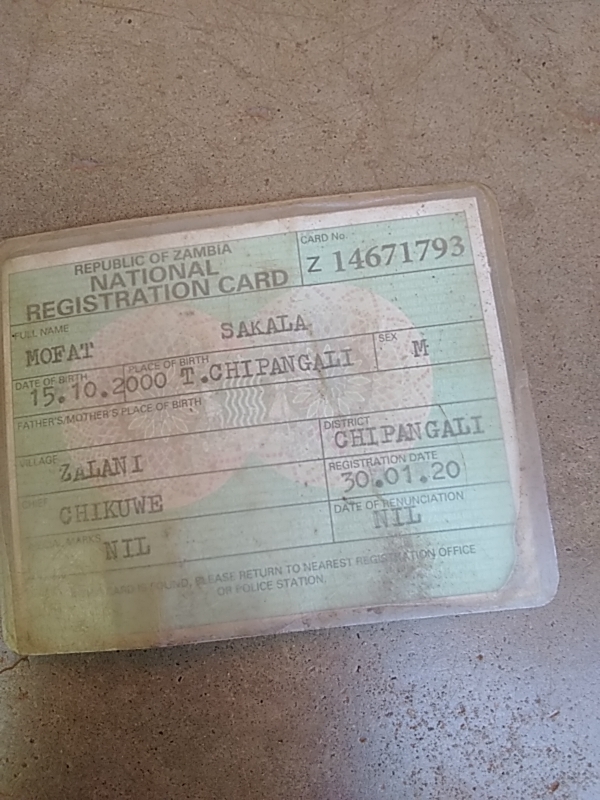 REPUBLIC OF ZAMBIA
NATIONAL
REGISTRATION CARD
CARD No.
Z 14671793
FULL NAME
MOFAT SAKALA
SEX
M
DATE OF BIRTH
15.10.2000
PLACE OF BIRTH
T.CHIPANGALI
FATHER'S/MOTHER'S PLACE OF BIRTH
VILLAGE
ZALANI
DISTRICT
CHIPANGALI
CHIEF
CHIKUWE
REGISTRATION DATE
30.01.20
MARKS
NIL
DATE OF RENUNCIATION
NIL
CARD IS FOUND, PLEASE RETURN TO NEAREST REGISTRATION OFFICE
OR POLICE STATION.